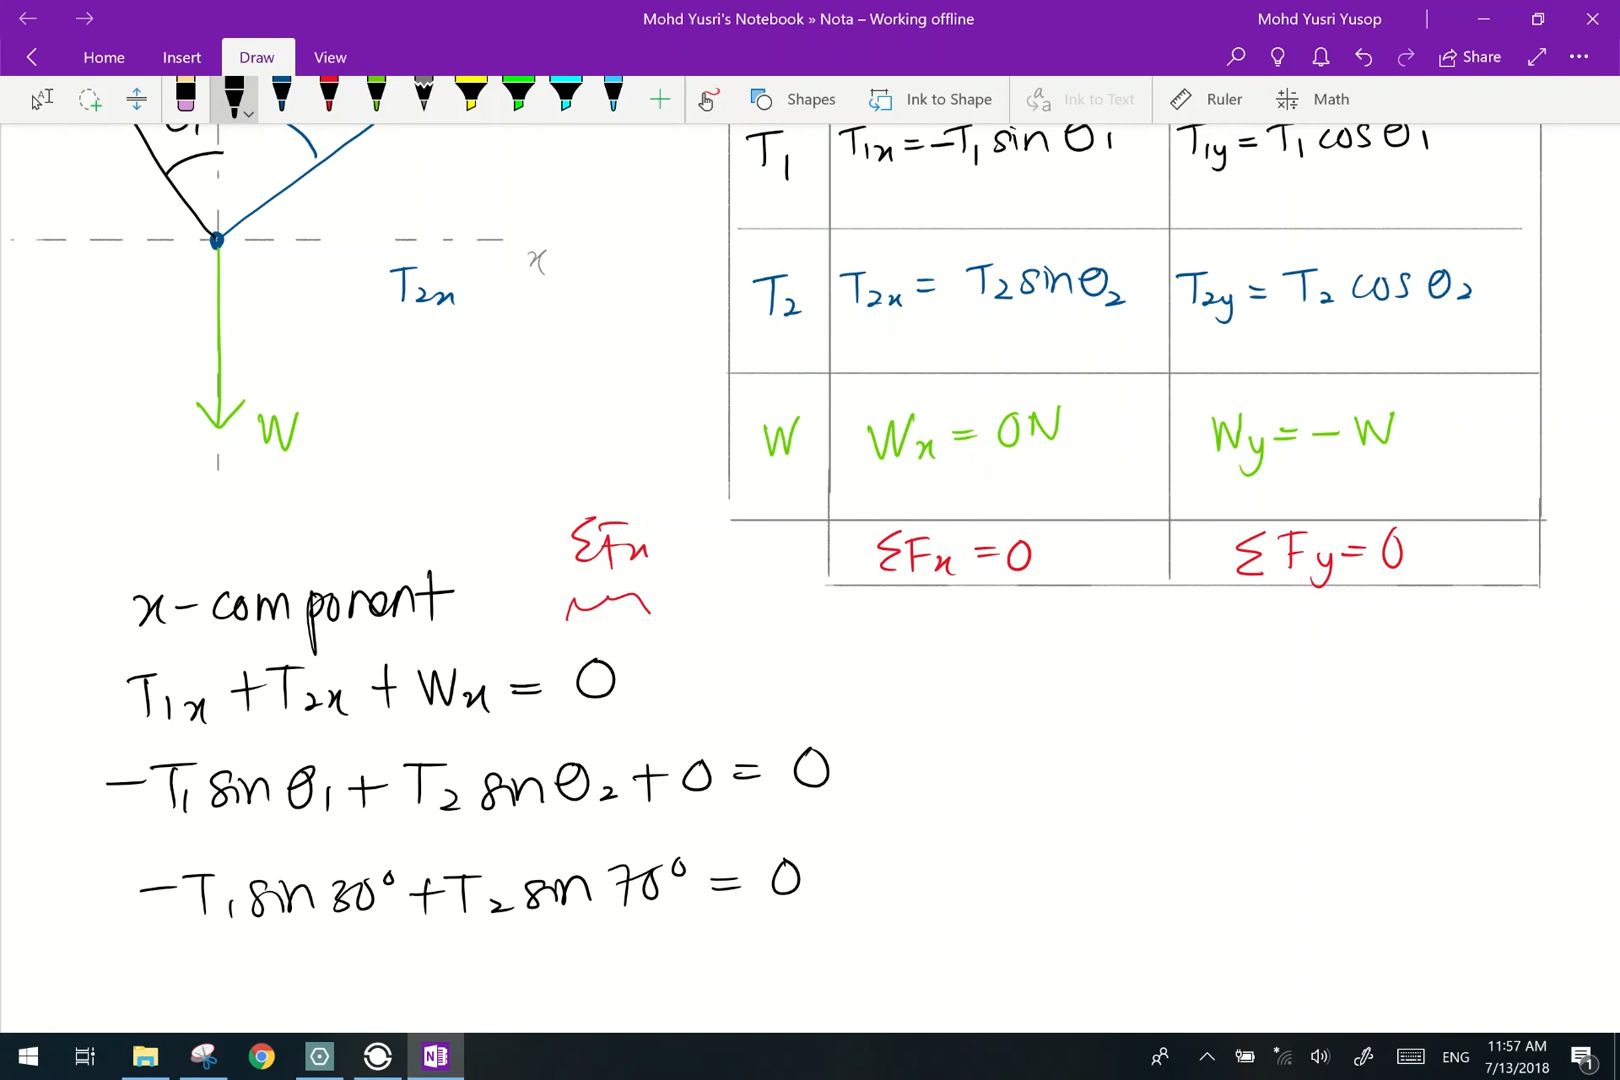 Mohd Yusri's Notebook » Nota – Working offline
Mohd Yusri Yusop
Home Insert Draw View
Share
Shapes Ink to Shape Ink to Text Ruler Math
θ1
T1 T1x = -T1 sin θ1 T1y = T1 cos θ1
x
T2x
T2 T2x = T2 sin θ2 T2y = T2 cos θ2
W
W Wx = 0N Wy = - W
ΣFx
ΣFx = 0 ΣFy = 0
x - component
T1x + T2x + Wx = 0
-T1 sin θ1 + T2 sin θ2 + 0 = 0
-T1 sin 30° + T2 sin 70° = 0
ENG
11:57 AM
7/13/2018
1